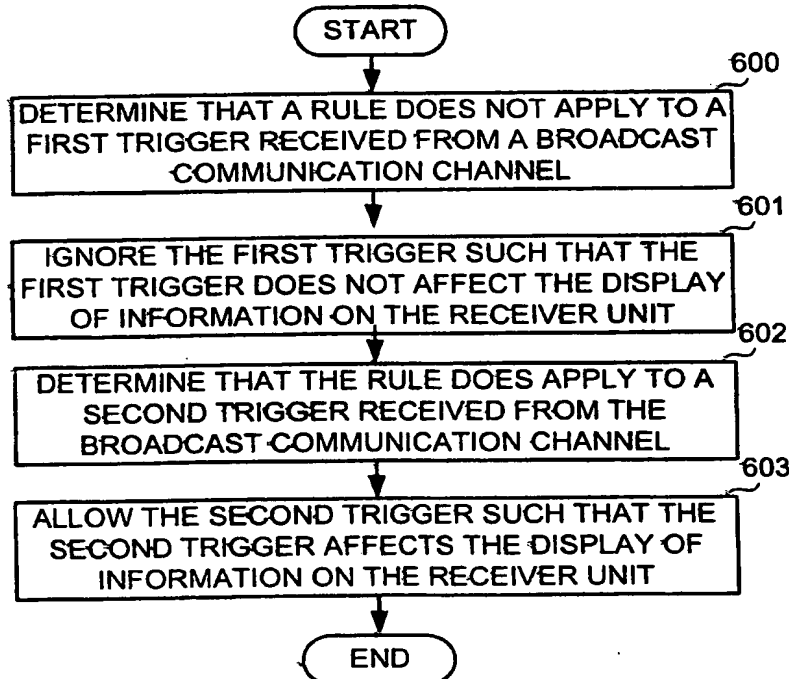 START
600
DETERMINE THAT A RULE DOES NOT APPLY TO A
FIRST TRIGGER RECEIVED FROM A BROADCAST
COMMUNICATION CHANNEL
601
IGNORE THE FIRST TRIGGER SUCH THAT THE
FIRST TRIGGER DOES NOT AFFECT THE DISPLAY
OF INFORMATION ON THE RECEIVER UNIT
602
DETERMINE THAT THE RULE DOES APPLY TO A
SECOND TRIGGER RECEIVED FROM THE
BROADCAST COMMUNICATION CHANNEL
603
ALLOW THE SECOND TRIGGER SUCH THAT THE
SECOND TRIGGER AFFECTS THE DISPLAY OF
INFORMATION ON THE RECEIVER UNIT
END